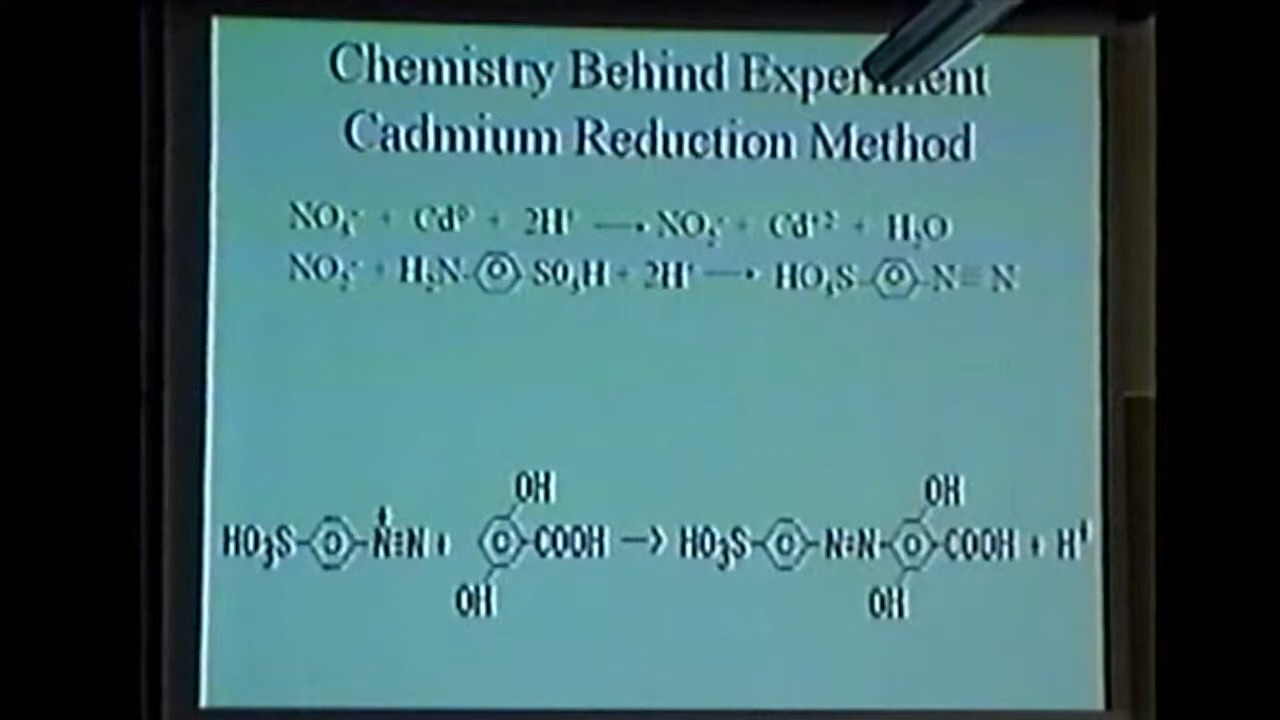 Chemistry Behind Experiment
Cadmium Reduction Method
NO₃⁻ + Cd⁰ + 2H⁺ → NO₂⁻ + Cd⁺² + H₂O
NO₂⁻ + H₂N- SO₃H + 2H⁺ → HO₃S- -N≡N
OH OH
HO₃S- -N≡N + -COOH → HO₃S- -N=N- -COOH + H⁺
OH OH